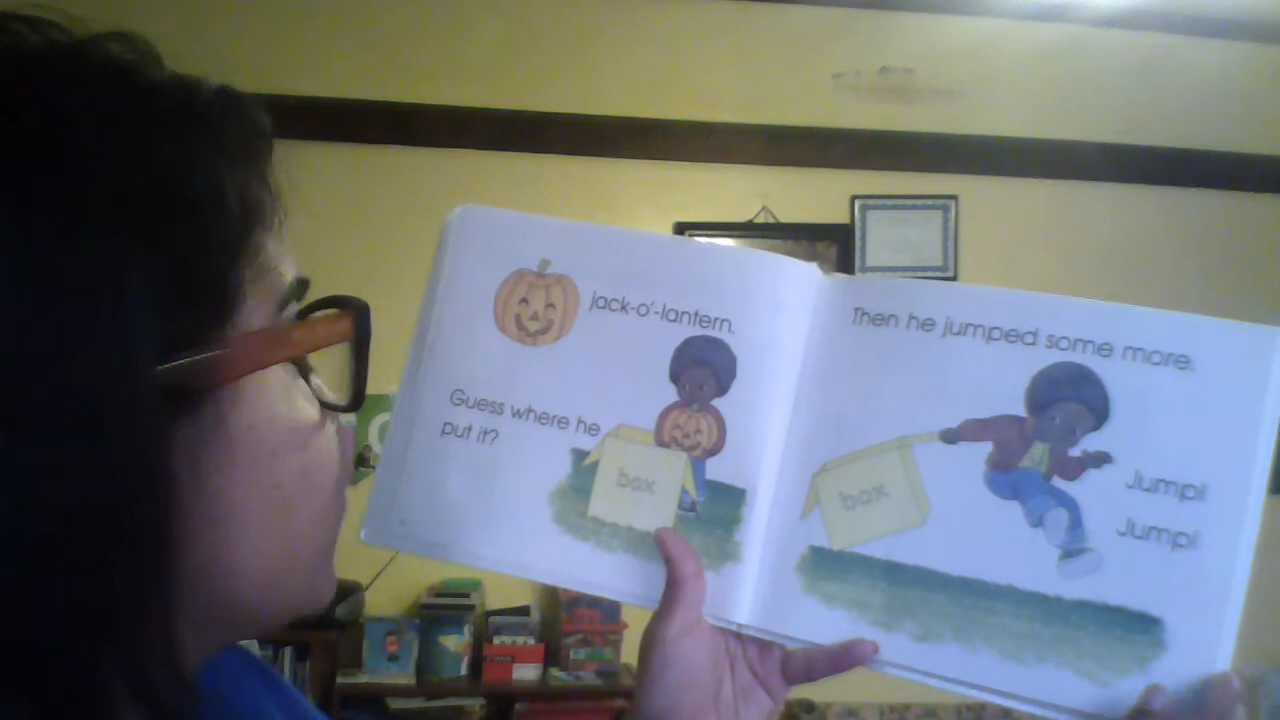 jack-o'-lantern.
Guess where he
put it?
box
Then he jumped some more.
box
Jump!
Jump!